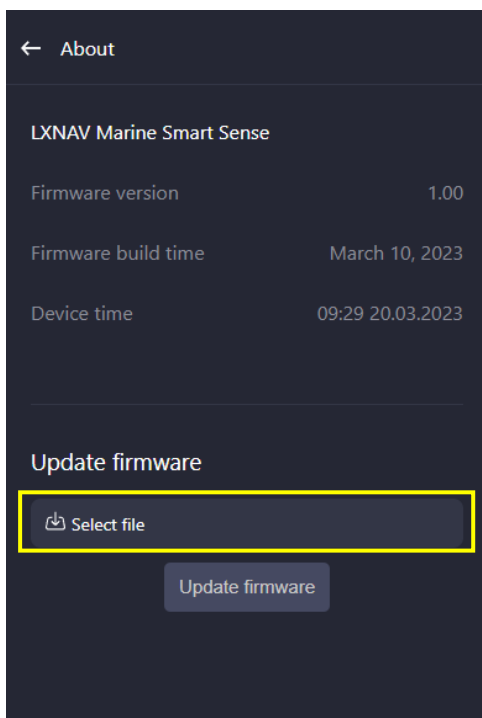 About
LXNAV Marine Smart Sense
Firmware version 1.00
Firmware build time March 10, 2023
Device time 09:29 20.03.2023
Update firmware
Select file
Update firmware